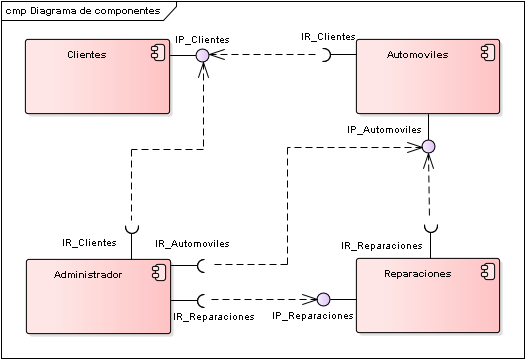 cmp Diagrama de componentes
IP_Clientes
IR_Clientes
Clientes
Automoviles
IP_Automoviles
IR_Clientes
IR_Automoviles
IR_Reparaciones
Administrador
Reparaciones
IR_Reparaciones
IP_Reparaciones